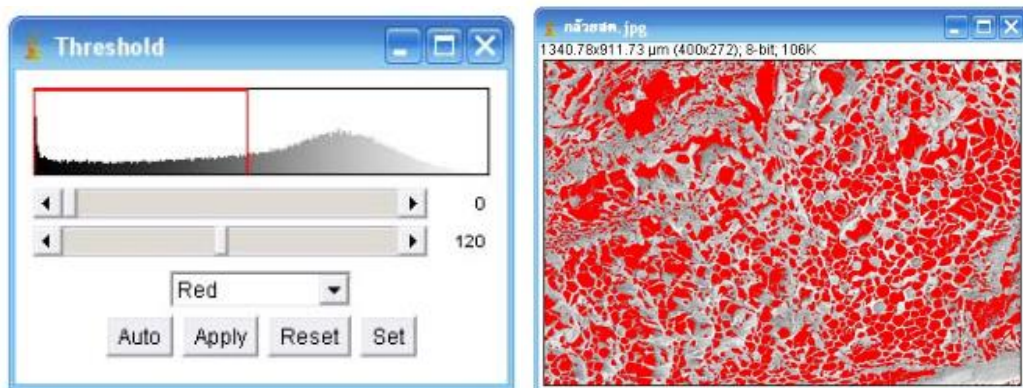 Threshold
0
120
Red
Auto Apply Reset Set
กล้วยสด.jpg
1340.78x911.73 µm (400x272); 8-bit; 106K